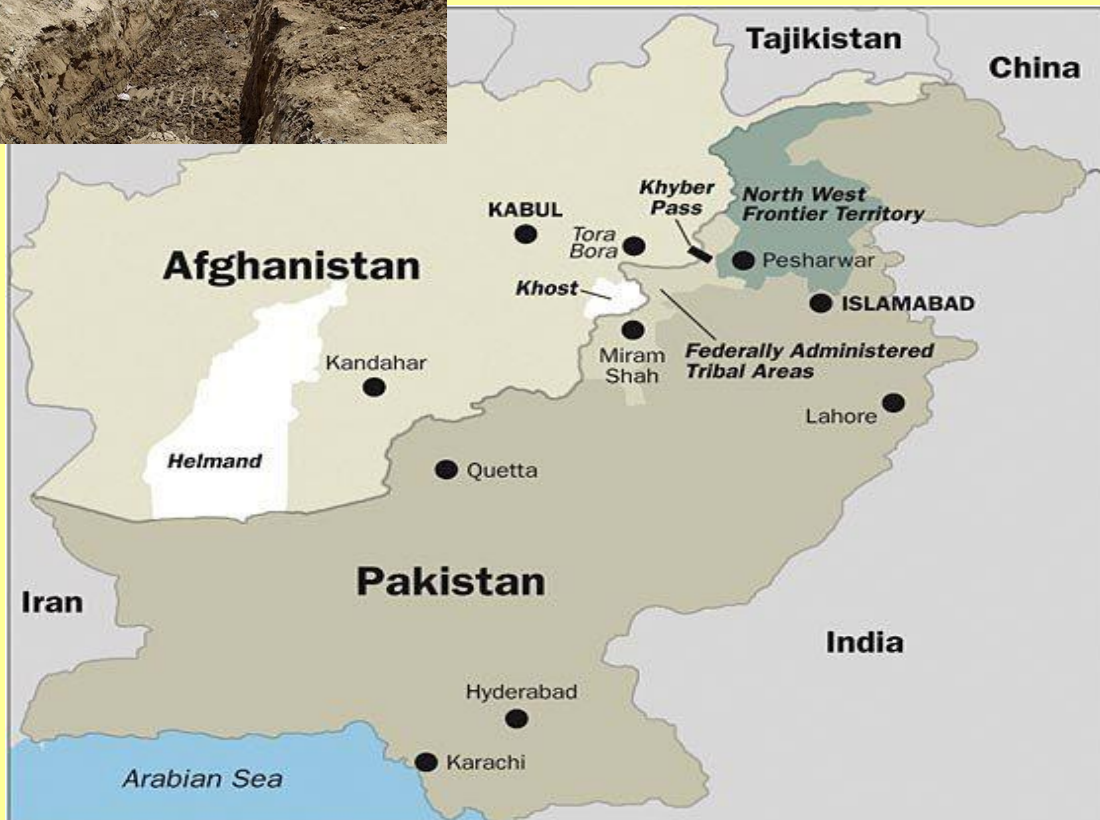 Tajikistan
China
Khyber
Pass
North West
Frontier Territory
KABUL
Tora
Bora
Pesharwar
Afghanistan
Khost
ISLAMABAD
Miram
Shah
Federally Administered
Tribal Areas
Kandahar
Lahore
Helmand
Quetta
Pakistan
Iran
India
Hyderabad
Karachi
Arabian Sea